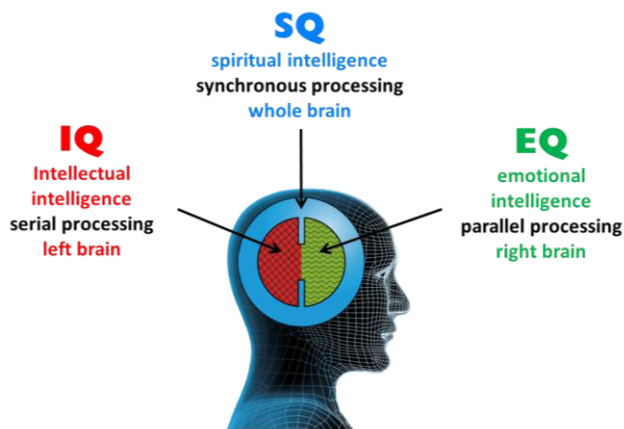 SQ
spiritual intelligence
synchronous processing
whole brain
IQ
Intellectual
intelligence
serial processing
left brain
EQ
emotional
intelligence
parallel processing
right brain